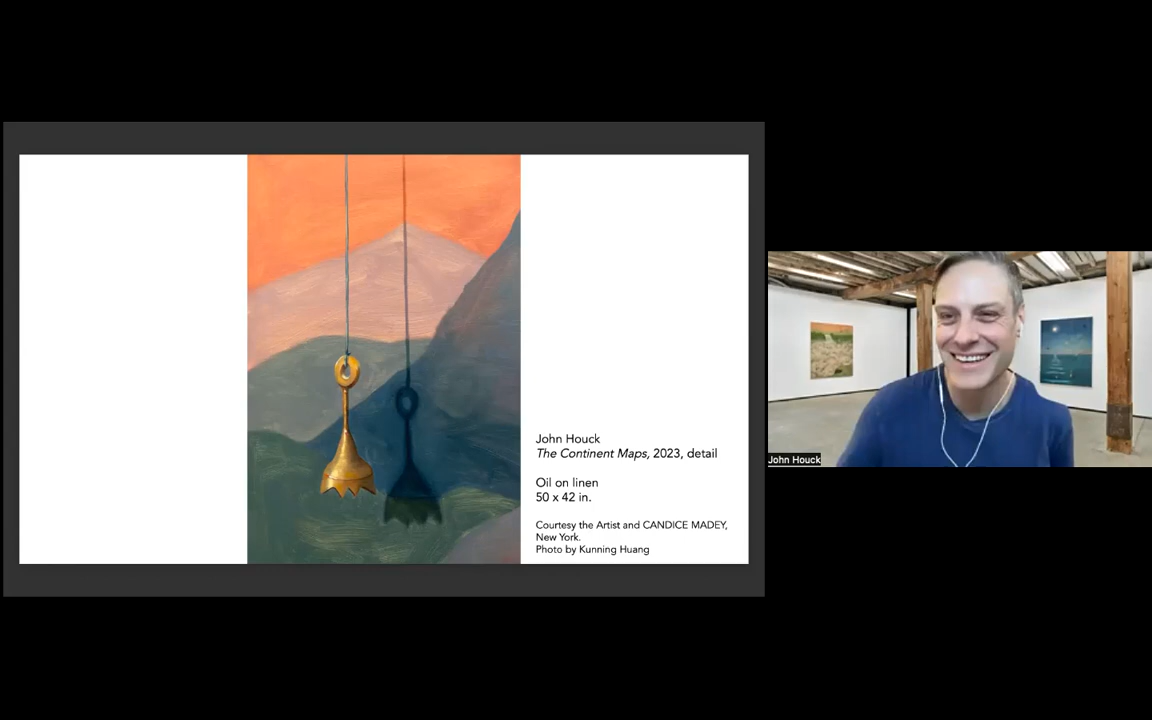 John Houck
The Continent Maps, 2023, detail
Oil on linen
50 x 42 in.
Courtesy the Artist and CANDICE MADEY,
New York.
Photo by Kunning Huang
John Houck